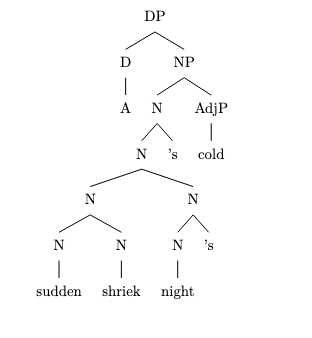 DP
D NP
A N AdjP
N 's cold
N N
N N N 's
sudden shriek night